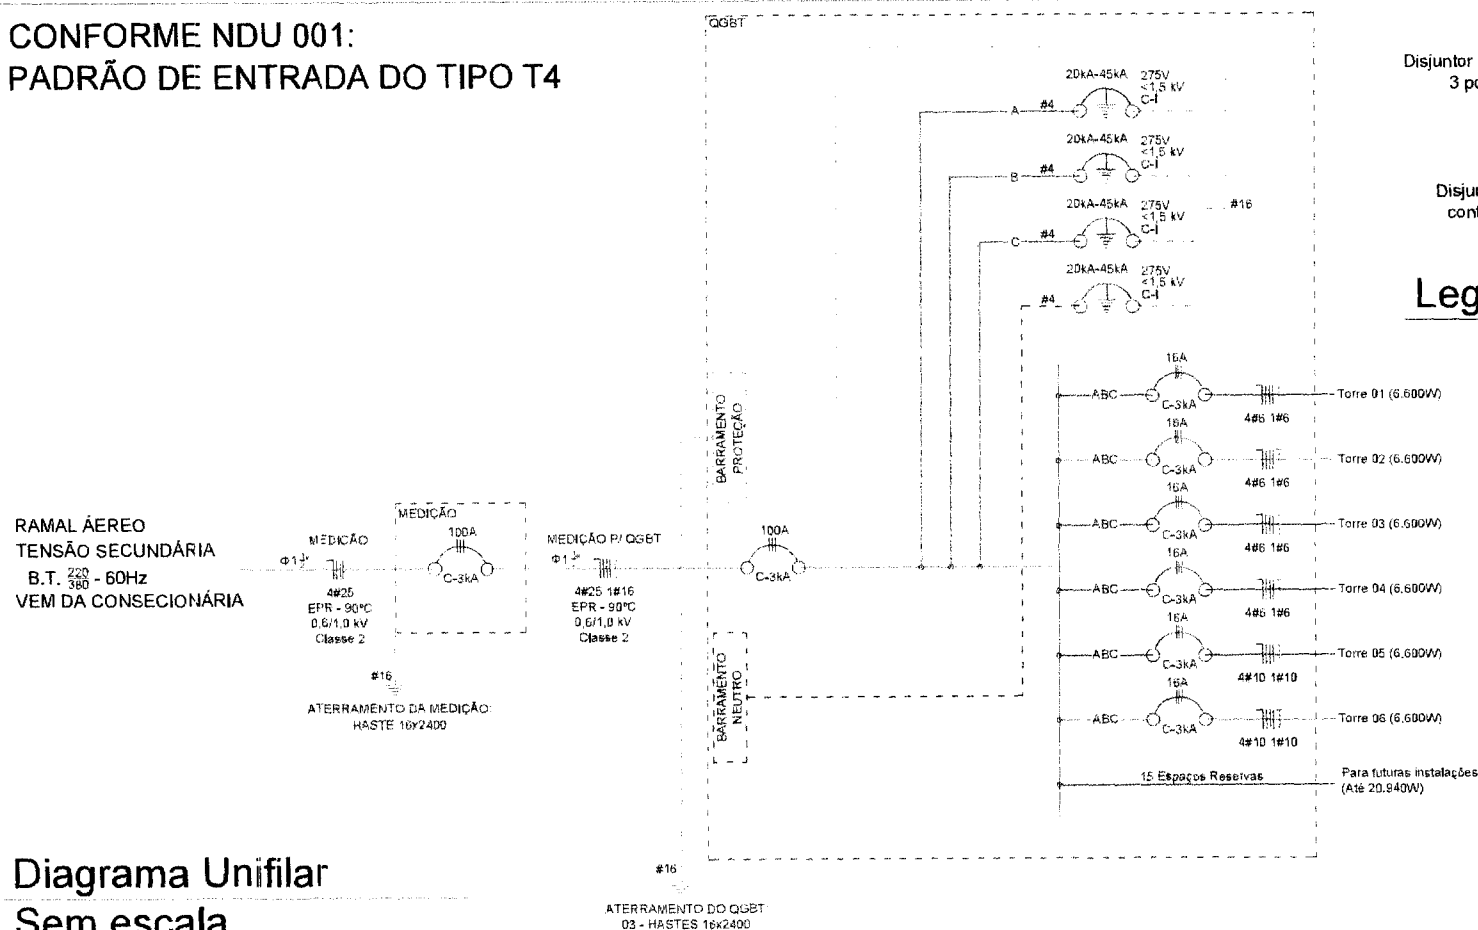 CONFORME NDU 001:
PADRÃO DE ENTRADA DO TIPO T4
QGBT
20kA-45kA 275V
<1,5 kV
C-I
A #4
20kA-45kA 275V
<1,5 kV
C-I
B #4
20kA-45kA 275V
<1,5 kV
C-I
C #4
#16
20kA-45kA 275V
<1,5 kV
C-I
#4
Disjuntor
3 po
Disju
con
Leg
BARRAMENTO
PROTEÇÃO
16A
ABC
C-3kA
4#6 1#6
Torre 01 (6.600W)
16A
ABC
C-3kA
4#6 1#6
Torre 02 (6.600W)
16A
ABC
C-3kA
4#6 1#6
Torre 03 (6.600W)
16A
ABC
C-3kA
4#6 1#6
Torre 04 (6.600W)
16A
ABC
C-3kA
4#10 1#10
Torre 05 (6.600W)
16A
ABC
C-3kA
4#10 1#10
Torre 06 (6.600W)
15 Espaços Reservas
Para futuras instalações
(Até 20.940W)
RAMAL ÁEREO
TENSÃO SECUNDÁRIA
B.T. 220/380 - 60Hz
VEM DA CONSECIONÁRIA
MEDICÃO
Φ1
4#25
EPR - 90°C
0,6/1,0 kV
Classe 2
MEDIÇÃO
100A
C-3kA
#16
ATERRAMENTO DA MEDIÇÃO:
HASTE 16x2400
MEDIÇÃO P/ QGBT
Φ1
4#25 1#16
EPR - 90°C
0,6/1,0 kV
Classe 2
100A
C-3kA
BARRAMENTO
NEUTRO
#16
ATERRAMENTO DO QGBT
03 - HASTES 16x2400
Diagrama Unifilar
Sem escala